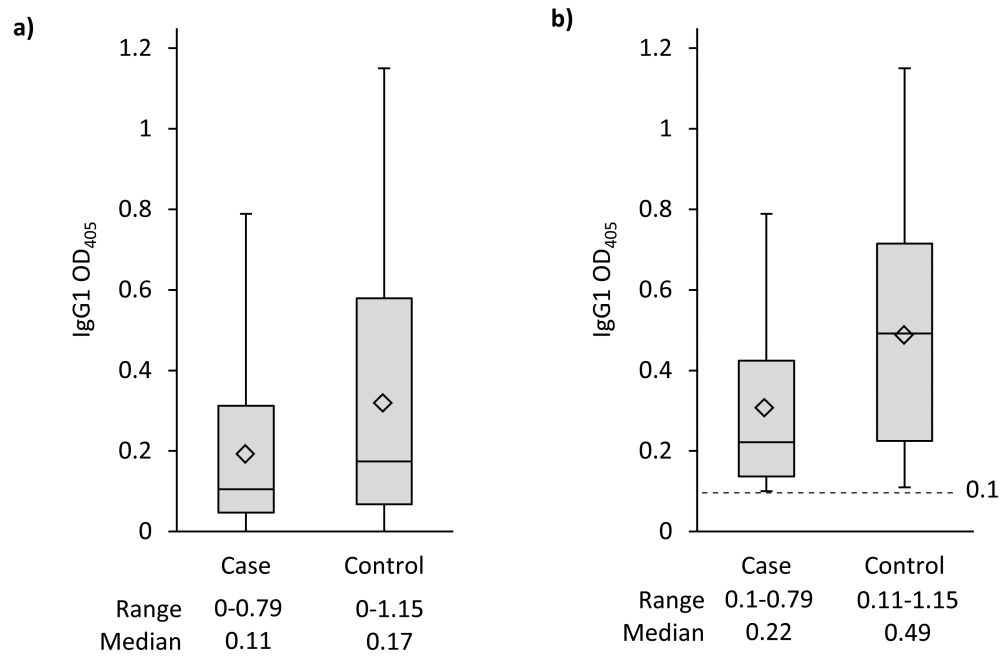 a)
IgG1 OD405
1.2
1
0.8
0.6
0.4
0.2
0
Case Control
Range 0-0.79 0-1.15
Median 0.11 0.17
b)
IgG1 OD405
1.2
1
0.8
0.6
0.4
0.2
0
0.1
Case Control
Range 0.1-0.79 0.11-1.15
Median 0.22 0.49